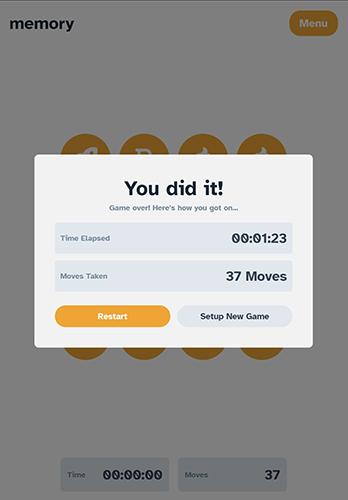 memory
Menu
You did it!
Game over! Here's how you got on...
Time Elapsed
00:01:23
Moves Taken
37 Moves
Restart
Setup New Game
Time
00:00:00
Moves
37